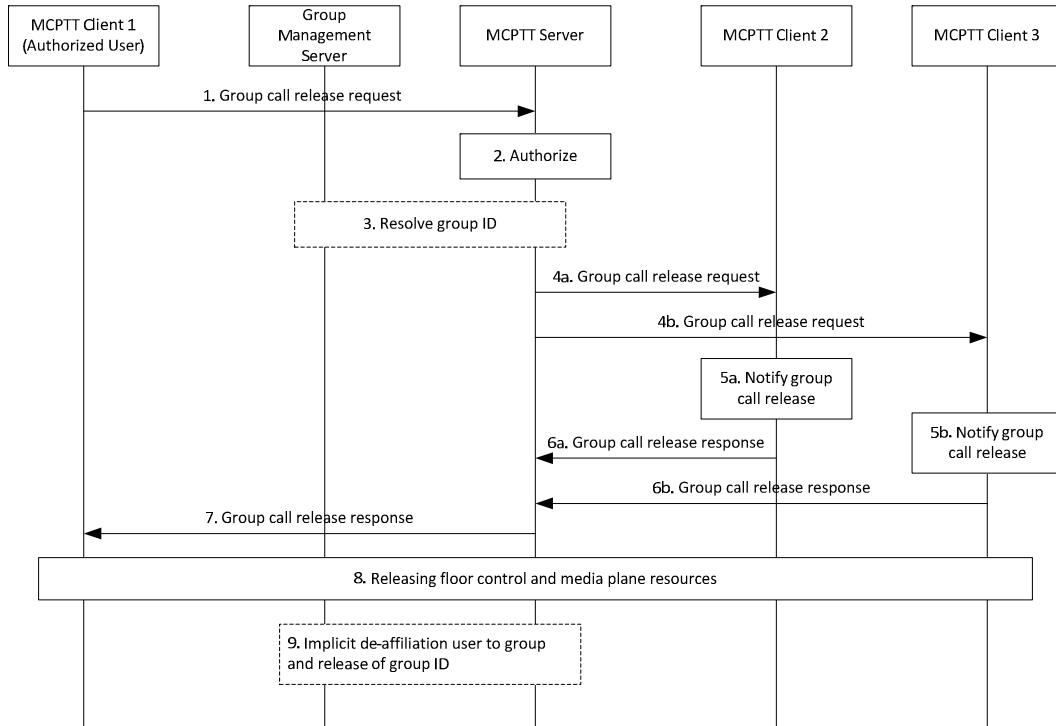 MCPTT Client 1
(Authorized User)
Group
Management
Server
MCPTT Server
MCPTT Client 2
MCPTT Client 3
1. Group call release request
2. Authorize
3. Resolve group ID
4a. Group call release request
4b. Group call release request
5a. Notify group
call release
5b. Notify group
call release
6a. Group call release response
6b. Group call release response
7. Group call release response
8. Releasing floor control and media plane resources
9. Implicit de-affiliation user to group
and release of group ID